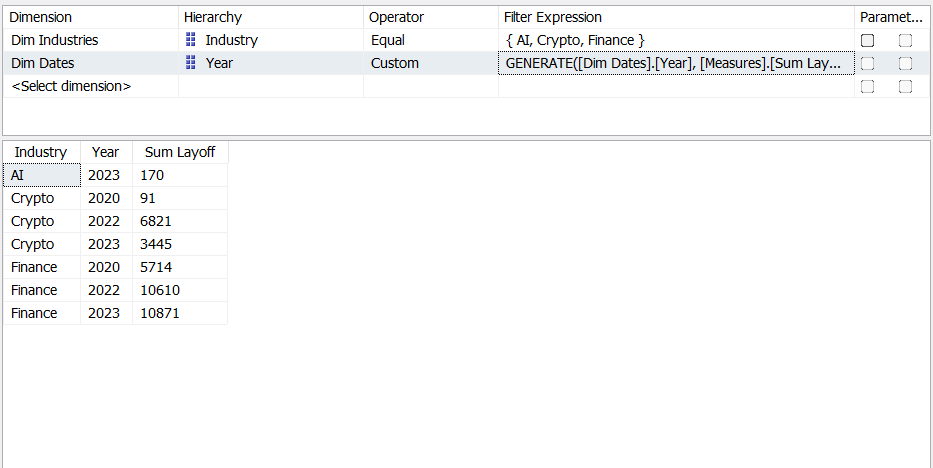 Dimension Hierarchy Operator Filter Expression Paramet...
Dim Industries Industry Equal { AI, Crypto, Finance }
Dim Dates Year Custom GENERATE([Dim Dates].[Year], [Measures].[Sum Lay...
<Select dimension>
Industry Year Sum Layoff
AI 2023 170
Crypto 2020 91
Crypto 2022 6821
Crypto 2023 3445
Finance 2020 5714
Finance 2022 10610
Finance 2023 10871